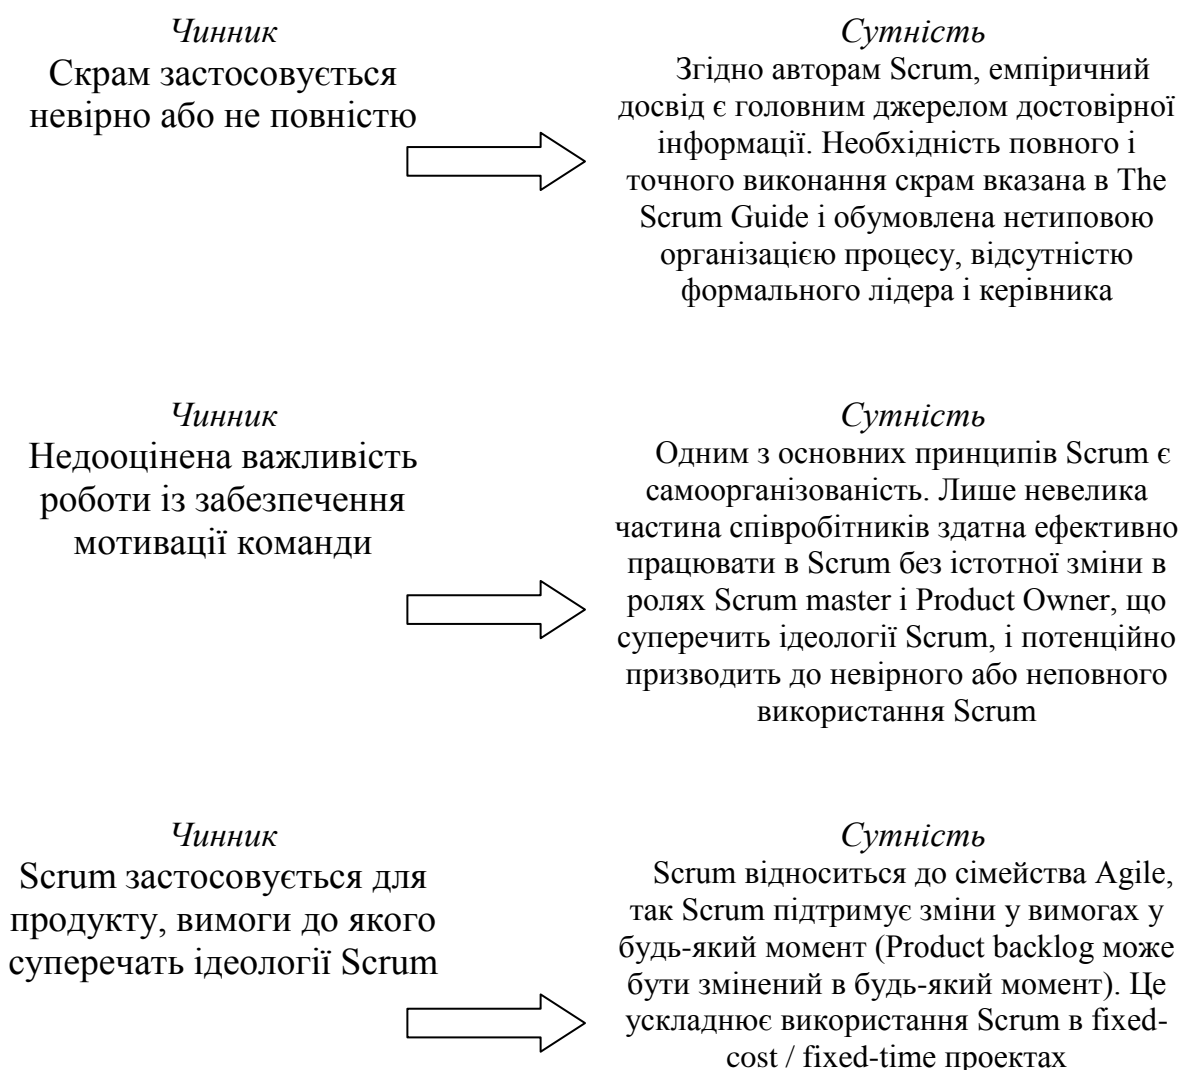 Чинник
Скрам застосовується
невірно або не повністю
Сутність
Згідно авторам Scrum, емпіричний
досвід є головним джерелом достовірної
інформації. Необхідність повного і
точного виконання скрам вказана в The
Scrum Guide і обумовлена нетиповою
організацією процесу, відсутністю
формального лідера і керівника
Чинник
Недооцінена важливість
роботи із забезпечення
мотивації команди
Сутність
Одним з основних принципів Scrum є
самоорганізованість. Лише невелика
частина співробітників здатна ефективно
працювати в Scrum без істотної зміни в
ролях Scrum master і Product Owner, що
суперечить ідеології Scrum, і потенційно
призводить до невірного або неповного
використання Scrum
Чинник
Scrum застосовується для
продукту, вимоги до якого
суперечать ідеології Scrum
Сутність
Scrum відноситься до сімейства Agile,
так Scrum підтримує зміни у вимогах у
будь-який момент (Product backlog може
бути змінений в будь-який момент). Це
ускладнює використання Scrum в fixed-
cost / fixed-time проектах